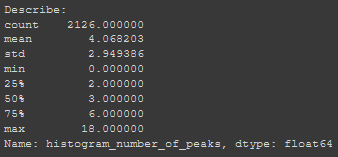 Describe:
count    2126.000000
mean        4.068203
std         2.949386
min         0.000000
25%         2.000000
50%         3.000000
75%         6.000000
max        18.000000
Name: histogram_number_of_peaks, dtype: float64